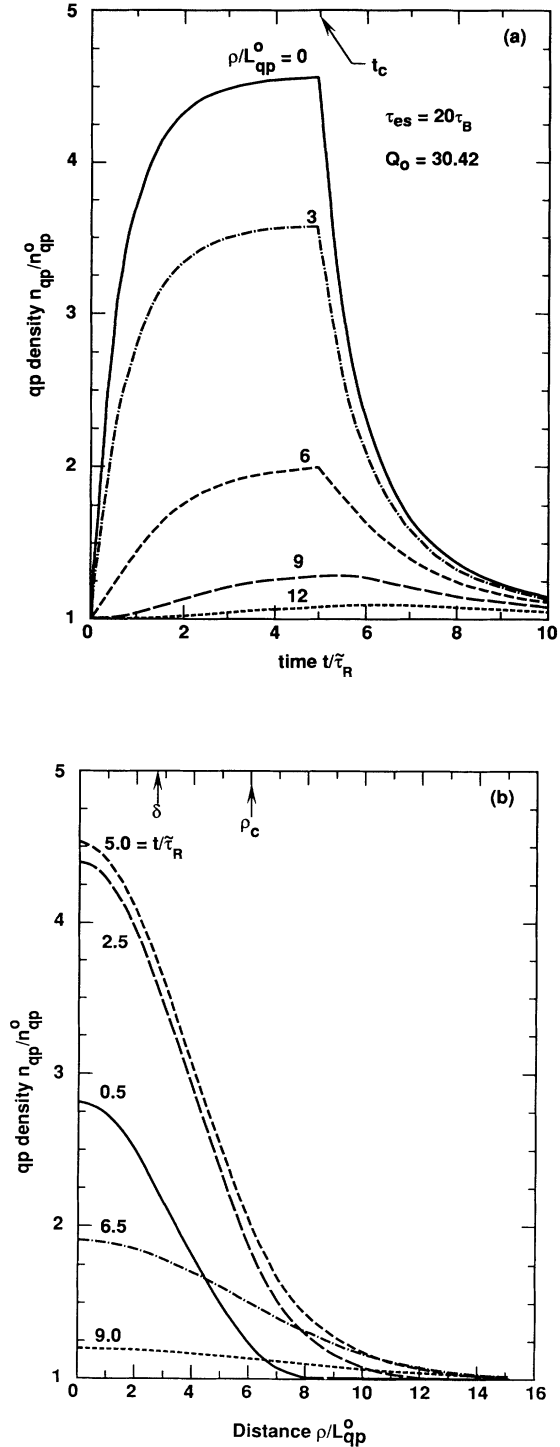 5
(a)
ρ/L°qp = 0
t_c
τ_es = 20τ_B
Q_o = 30.42
4
3
3
6
2
9
12
1
qp density n_qp/n°_qp
0 2 4 6 8 10
time t/τ̃_R
5
(b)
δ
ρ_c
5.0 = t/τ̃_R
4
2.5
3
0.5
2
6.5
9.0
1
qp density n_qp/n°_qp
0 2 4 6 8 10 12 14 16
Distance ρ/L°_qp